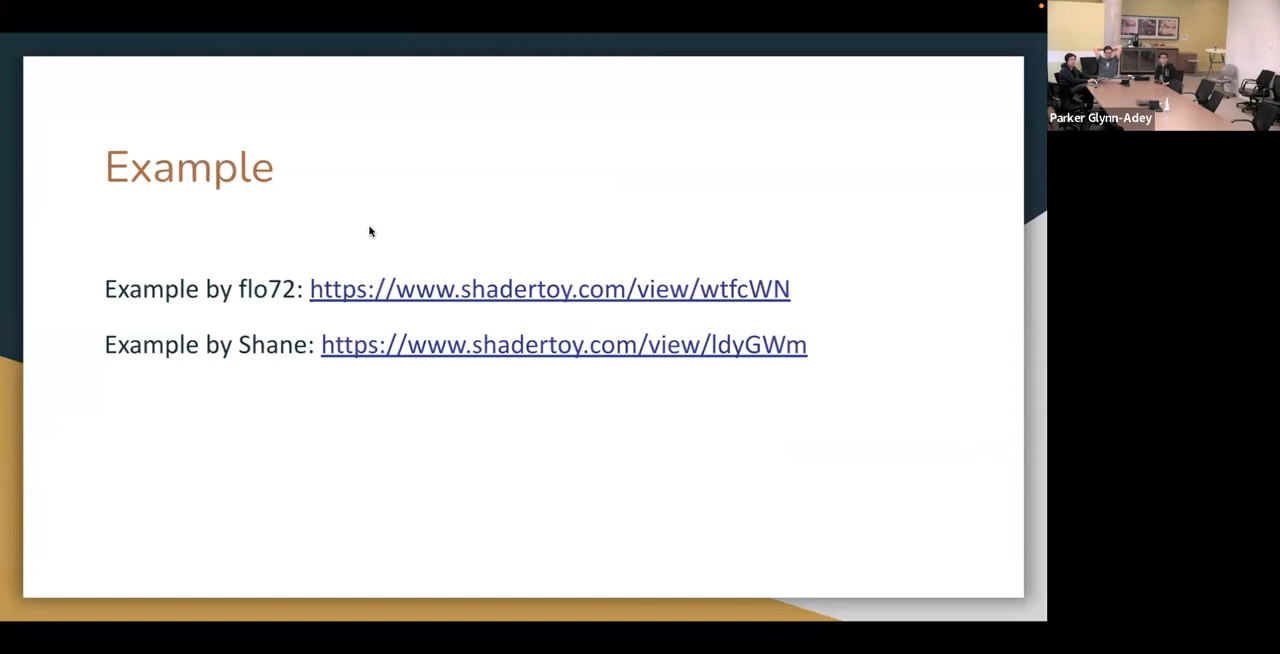 Example
Example by flo72: https://www.shadertoy.com/view/wtfcWN
Example by Shane: https://www.shadertoy.com/view/ldyGWm
Parker Glynn-Adey